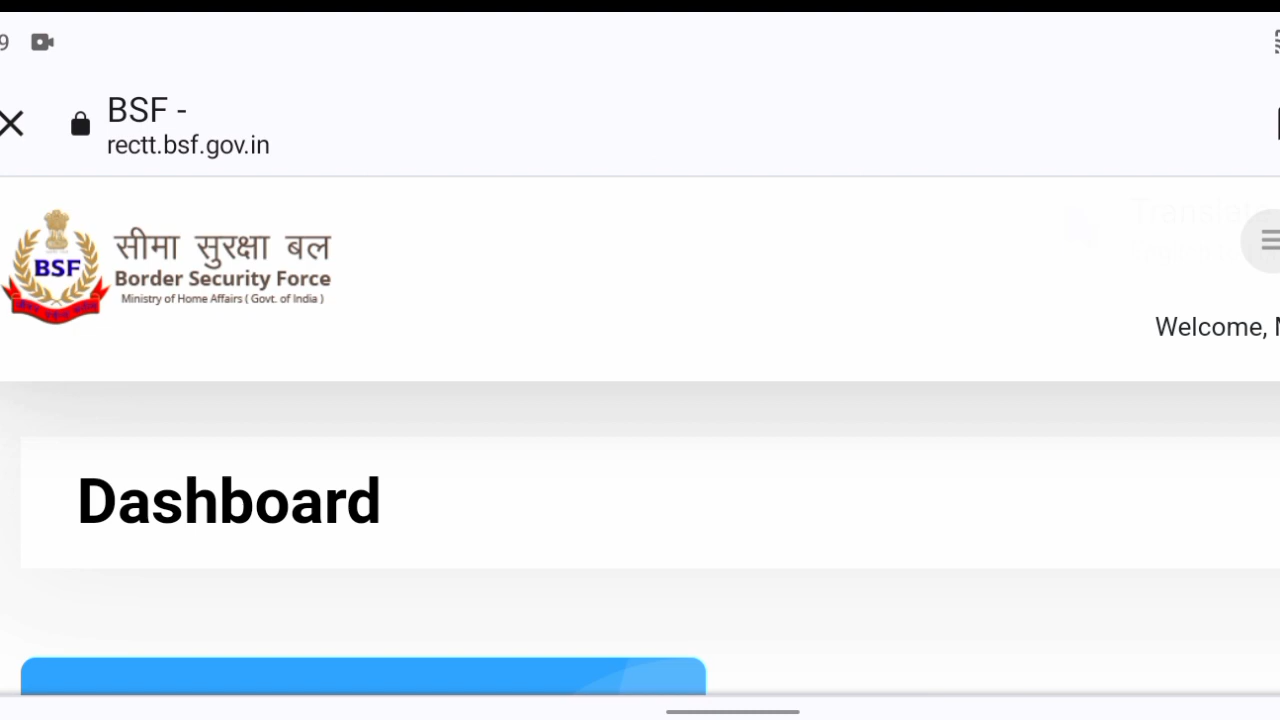 9
BSF -
rectt.bsf.gov.in
BSF
सीमा सुरक्षा बल
Border Security Force
Ministry of Home Affairs ( Govt. of India )
Welcome,
Dashboard